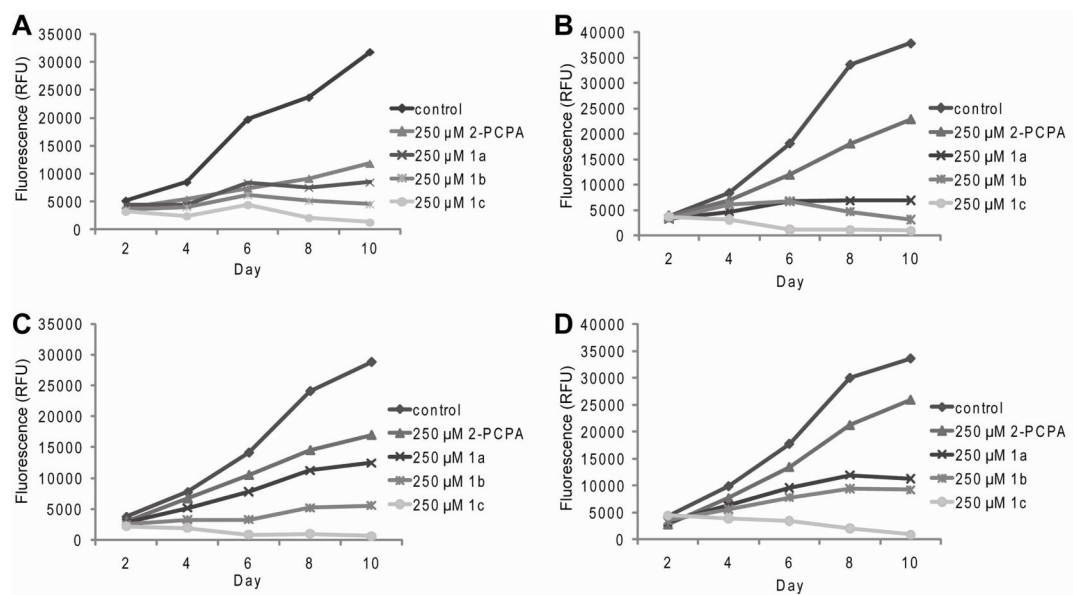 A
Fluorescence (RFU)
35000
30000
25000
20000
15000
10000
5000
0
2 4 6 8 10
Day
control
250 µM 2-PCPA
250 µM 1a
250 µM 1b
250 µM 1c
B
Fluorescence (RFU)
40000
35000
30000
25000
20000
15000
10000
5000
0
2 4 6 8 10
Day
control
250 µM 2-PCPA
250 µM 1a
250 µM 1b
250 µM 1c
C
Fluorescence (RFU)
35000
30000
25000
20000
15000
10000
5000
0
2 4 6 8 10
Day
control
250 µM 2-PCPA
250 µM 1a
250 µM 1b
250 µM 1c
D
Fluorescence (RFU)
40000
35000
30000
25000
20000
15000
10000
5000
0
2 4 6 8 10
Day
control
250 µM 2-PCPA
250 µM 1a
250 µM 1b
250 µM 1c